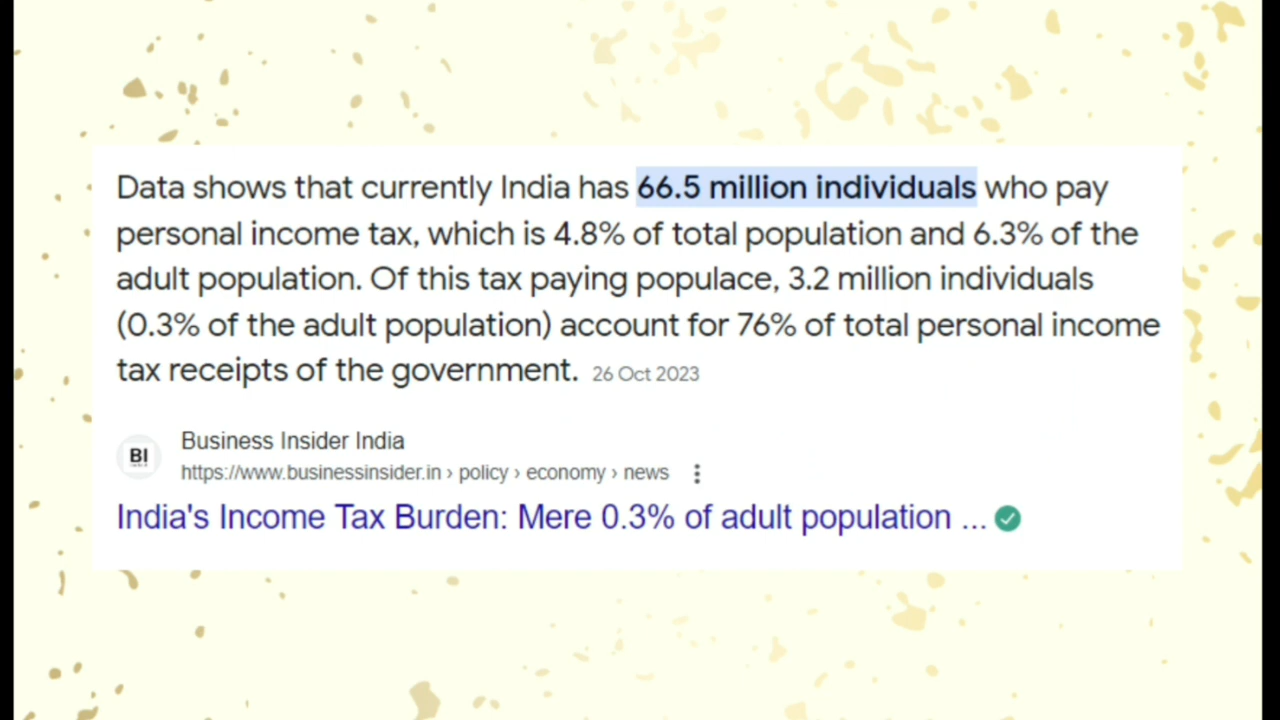 Data shows that currently India has 66.5 million individuals who pay
personal income tax, which is 4.8% of total population and 6.3% of the
adult population. Of this tax paying populace, 3.2 million individuals
(0.3% of the adult population) account for 76% of total personal income
tax receipts of the government. 26 Oct 2023
BI
Business Insider India
https://www.businessinsider.in › policy › economy › news
India's Income Tax Burden: Mere 0.3% of adult population ...